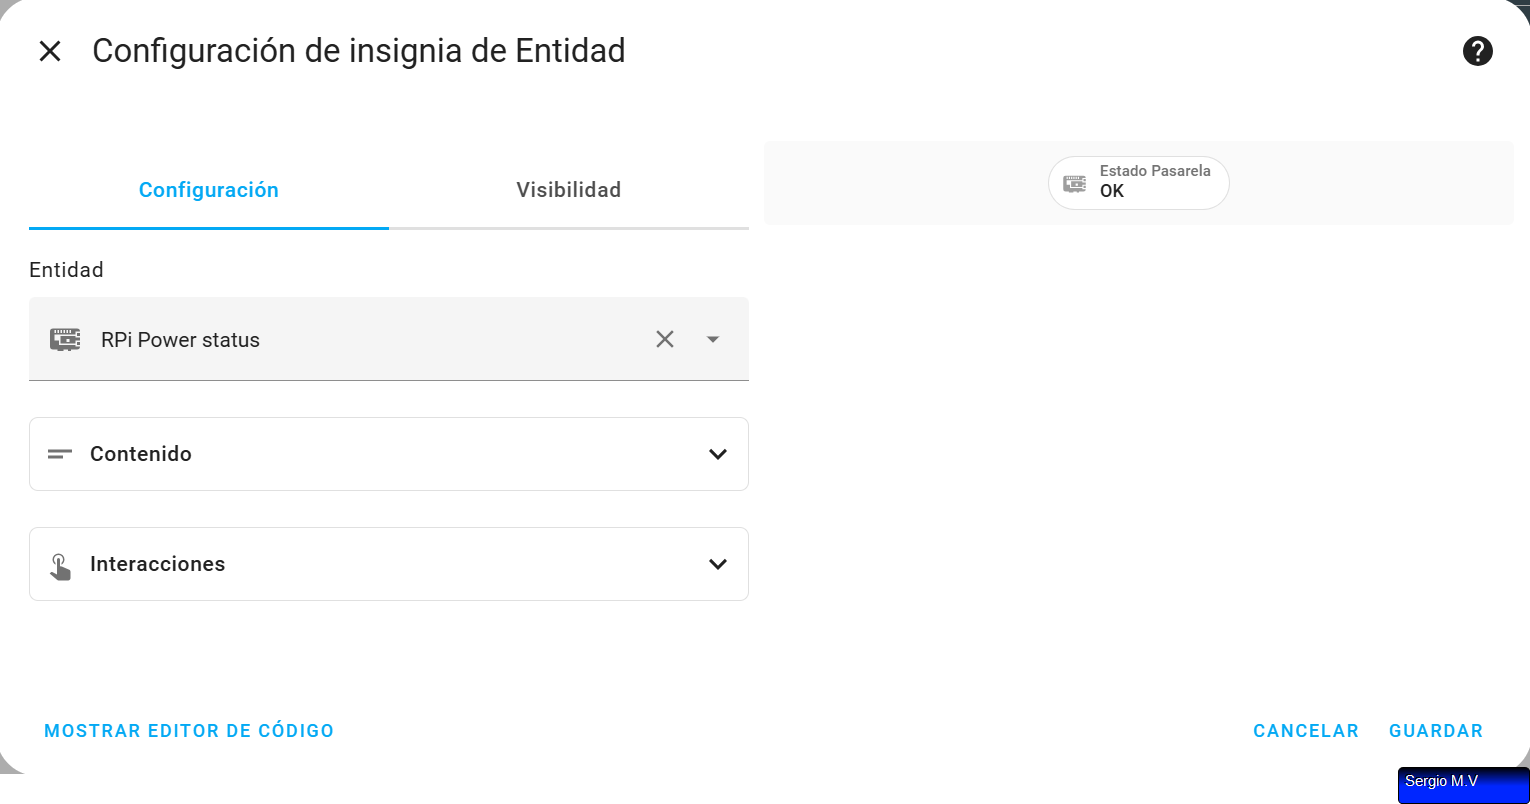 Configuración de insignia de Entidad
Configuración
Visibilidad
Estado Pasarela
OK
Entidad
RPi Power status
Contenido
Interacciones
MOSTRAR EDITOR DE CÓDIGO
CANCELAR
GUARDAR
Sergio M.V